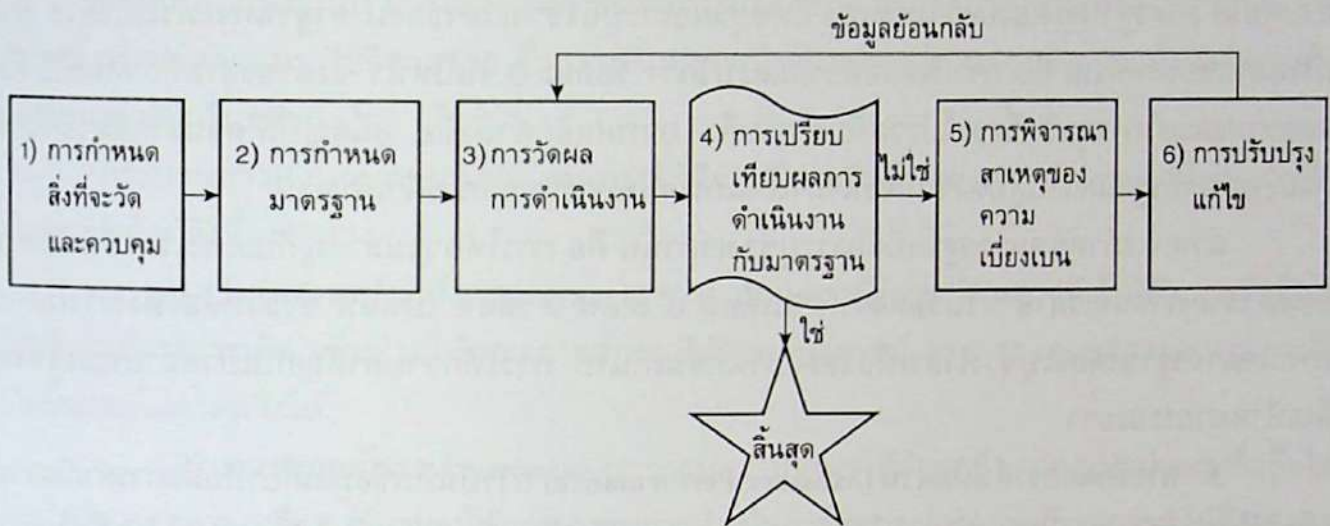 ข้อมูลย้อนกลับ
1) การกำหนด
สิ่งที่จะวัด
และควบคุม
2) การกำหนด
มาตรฐาน
3) การวัดผล
การดำเนินงาน
4) การเปรียบ
เทียบผลการ
ดำเนินงาน
กับมาตรฐาน
ไม่ใช่
5) การพิจารณา
สาเหตุของ
ความ
เบี่ยงเบน
6) การปรับปรุง
แก้ไข
ใช่
สิ้นสุด